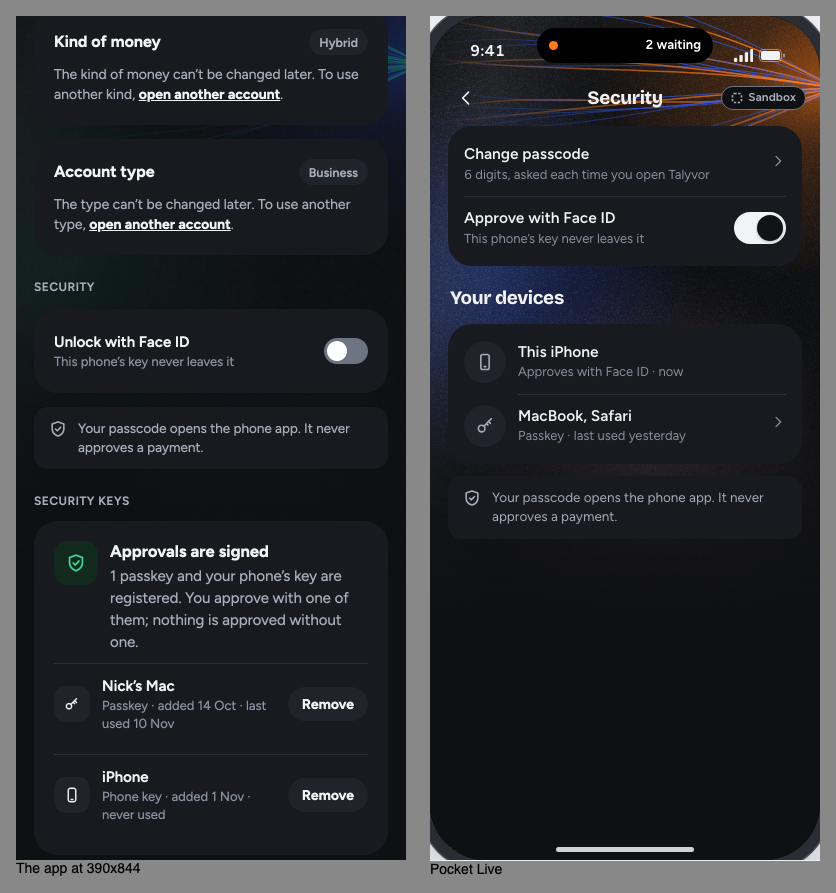 Kind of money
Hybrid
The kind of money can’t be changed later. To use
another kind, open another account.
Account type
Business
The type can’t be changed later. To use another
type, open another account.
SECURITY
Unlock with Face ID
This phone’s key never leaves it
Your passcode opens the phone app. It never
approves a payment.
SECURITY KEYS
Approvals are signed
1 passkey and your phone’s key are
registered. You approve with one of
them; nothing is approved without
one.
Nick’s Mac
Passkey · added 14 Oct · last
used 10 Nov
Remove
iPhone
Phone key · added 1 Nov ·
never used
Remove
The app at 390x844
9:41
2 waiting
Security
Sandbox
Change passcode
6 digits, asked each time you open Talyvor
Approve with Face ID
This phone’s key never leaves it
Your devices
This iPhone
Approves with Face ID · now
MacBook, Safari
Passkey · last used yesterday
Your passcode opens the phone app. It never
approves a payment.
Pocket Live